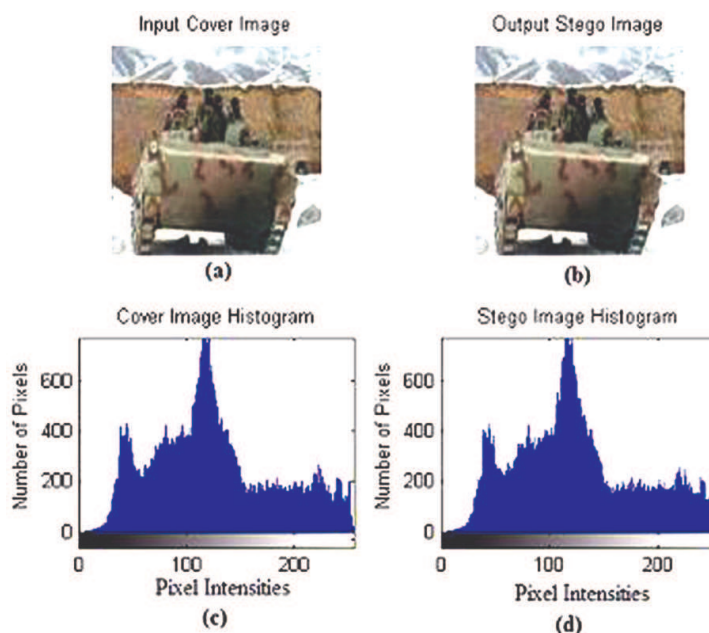 Input Cover Image
Output Stego Image
(a)
(b)
Cover Image Histogram
Stego Image Histogram
Number of Pixels
600
400
200
0
0
100
200
Pixel Intensities
(c)
Number of Pixels
600
400
200
0
0
100
200
Pixel Intensities
(d)